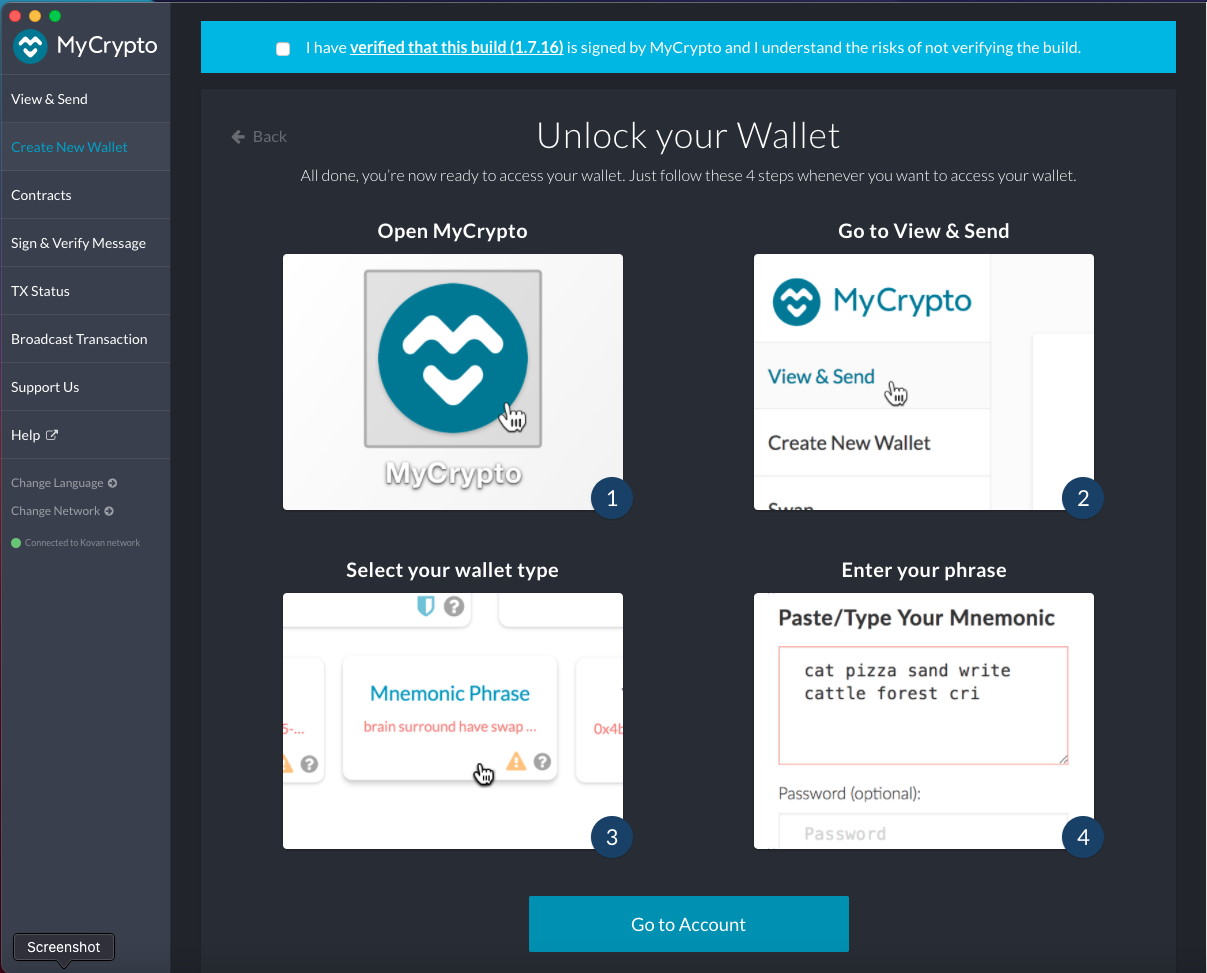 MyCrypto
View & Send
Create New Wallet
Contracts
Sign & Verify Message
TX Status
Broadcast Transaction
Support Us
Help
Change Language
Change Network
Connected to Kovan network
Screenshot
I have verified that this build (1.7.16) is signed by MyCrypto and I understand the risks of not verifying the build.
Back
Unlock your Wallet
All done, you're now ready to access your wallet. Just follow these 4 steps whenever you want to access your wallet.
Open MyCrypto
MyCrypto
1
Go to View & Send
MyCrypto
View & Send
Create New Wallet
Swap
2
Select your wallet type
?
5-...
?
Mnemonic Phrase
brain surround have swap ...
?
0x4b
3
Enter your phrase
Paste/Type Your Mnemonic
cat pizza sand write
cattle forest cri
Password (optional):
Password
4
Go to Account